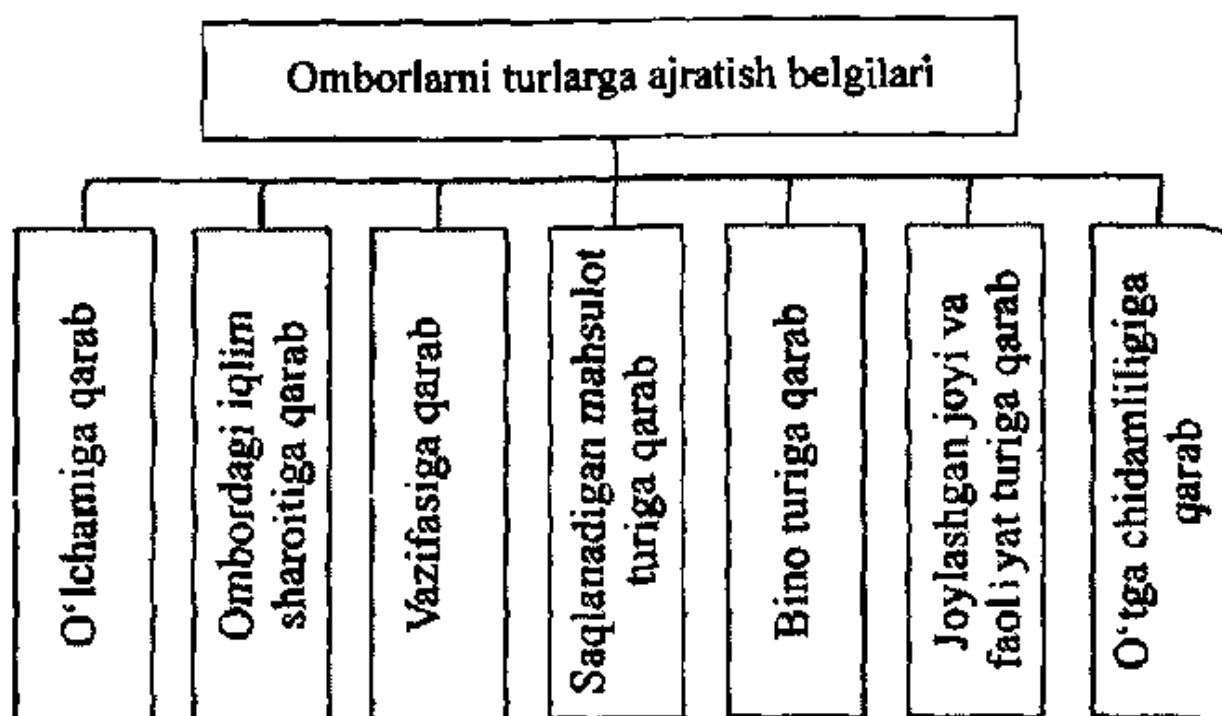 Omborlarni turlarga ajratish belgilari
O‘lchamiga qarab
Ombordagi iqlim
sharoitiga qarab
Vazifasiga qarab
Saqlanadigan mahsulot
turiga qarab
Bino turiga qarab
Joylashgan joyi va
faoliyat turiga qarab
O‘tga chidamliligiga
qarab